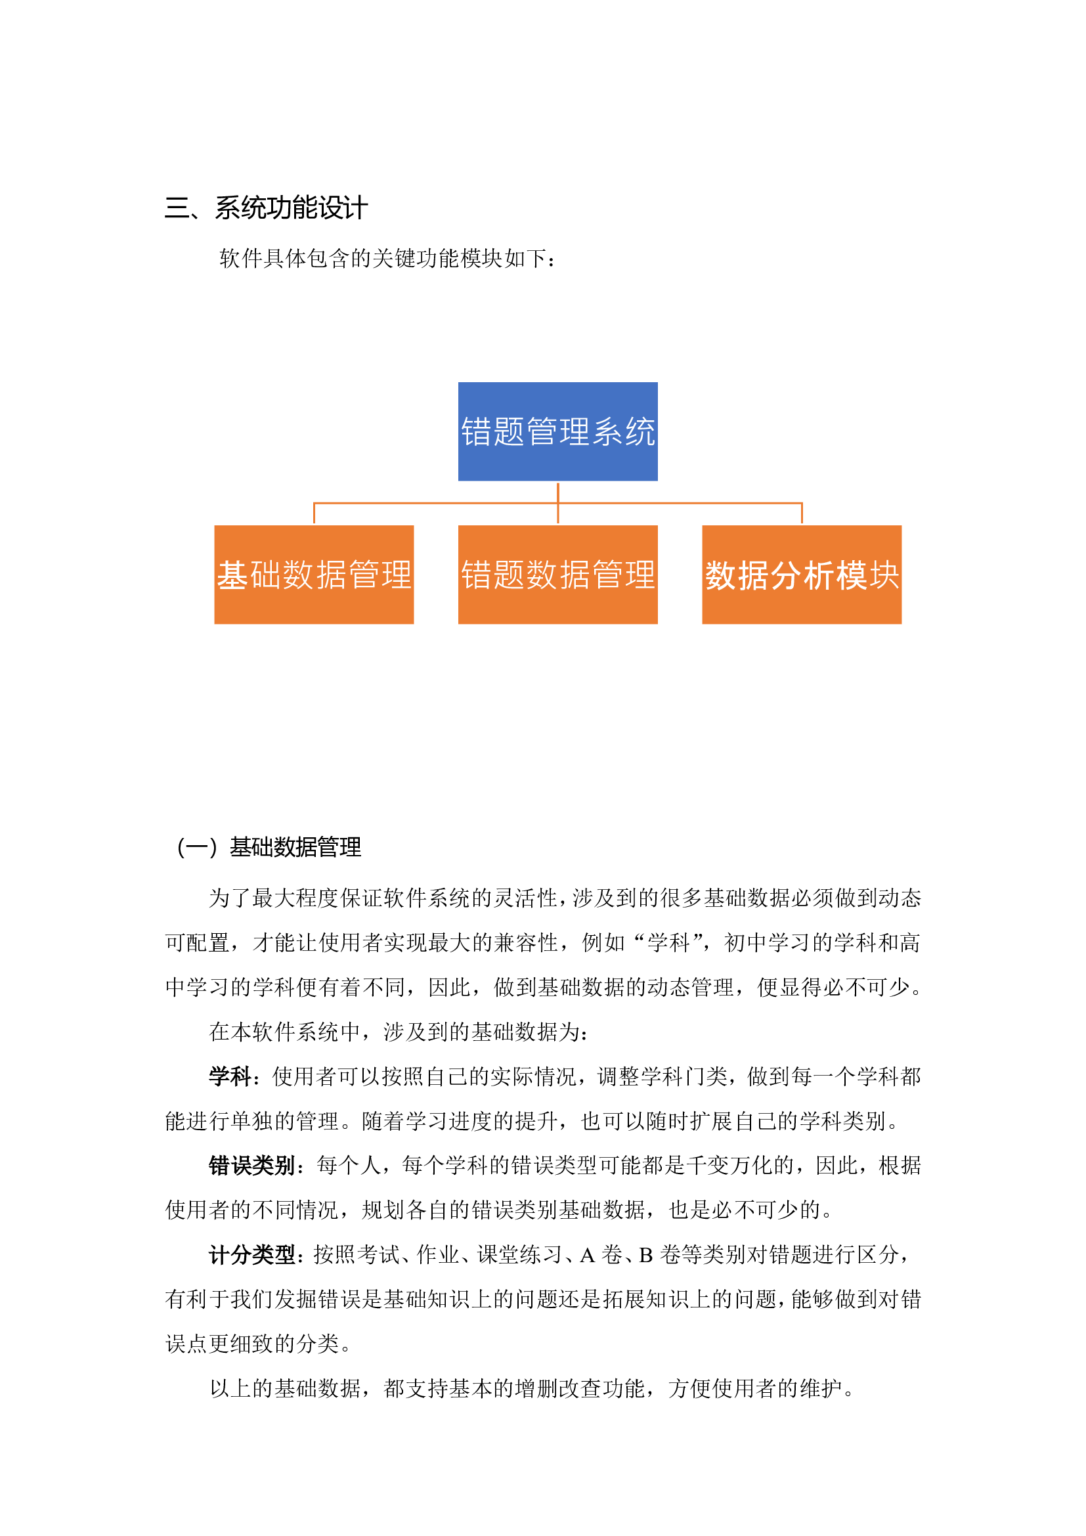 三、系统功能设计
软件具体包含的关键功能模块如下：
错题管理系统
基础数据管理
错题数据管理
数据分析模块
（一）基础数据管理
为了最大程度保证软件系统的灵活性，涉及到的很多基础数据必须做到动态
可配置，才能让使用者实现最大的兼容性，例如“学科”，初中学习的学科和高
中学习的学科便有着不同，因此，做到基础数据的动态管理，便显得必不可少。
在本软件系统中，涉及到的基础数据为：
学科：使用者可以按照自己的实际情况，调整学科门类，做到每一个学科都
能进行单独的管理。随着学习进度的提升，也可以随时扩展自己的学科类别。
错误类别：每个人，每个学科的错误类型可能都是千变万化的，因此，根据
使用者的不同情况，规划各自的错误类别基础数据，也是必不可少的。
计分类型：按照考试、作业、课堂练习、A 卷、B 卷等类别对错题进行区分，
有利于我们发掘错误是基础知识上的问题还是拓展知识上的问题，能够做到对错
误点更细致的分类。
以上的基础数据，都支持基本的增删改查功能，方便使用者的维护。